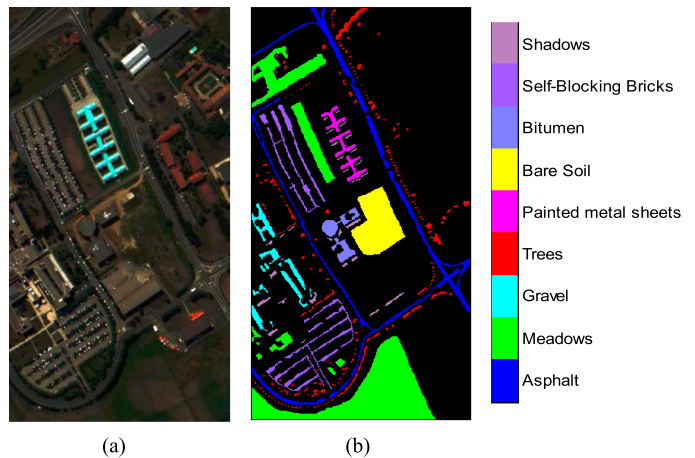 Shadows
Self-Blocking Bricks
Bitumen
Bare Soil
Painted metal sheets
Trees
Gravel
Meadows
Asphalt
(a)
(b)